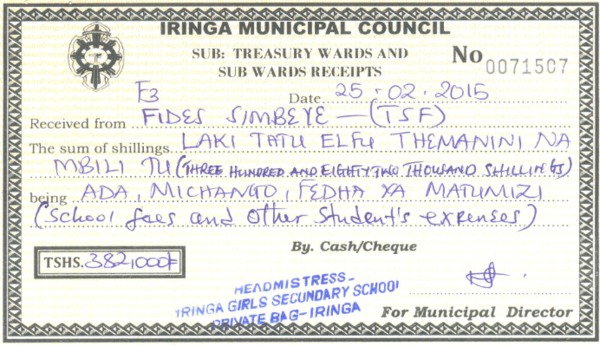 IRINGA MUNICIPAL COUNCIL
SUB: TREASURY WARDS AND
SUB WARDS RECEIPTS
No 0071507
F3
Date 25-02.2015
Received from FIDES SIMBEYE — (TSF)
The sum of shillings LAKI TATU ELFU THEMANINI NA
MBILI TU (THREE HUNDRED AND EIGHTY TWO THOUSAND SHILLINGS)
being ADA, MICHANGO, FEDHA YA MATUMIZI
(School fees and other student's expenses)
By. Cash/Cheque
TSHS. 382,000F
HEADMISTRESS-
IRINGA GIRLS SECUNDARY SCHOOL
PRIVATE BAG-IRINGA
For Municipal Director